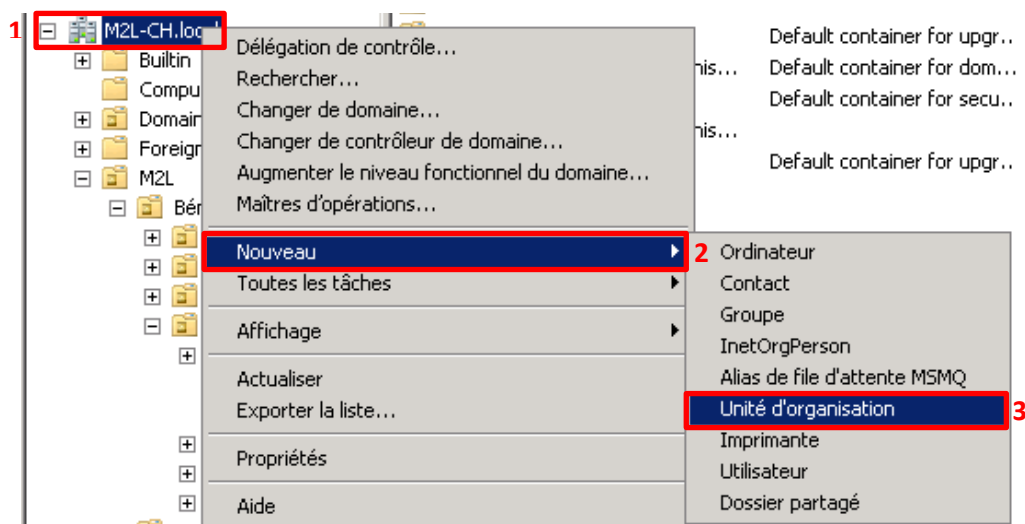 1
M2L-CH.loc
Builtin
Compu
Domain
Foreign
M2L
Bér
Délégation de contrôle...
Rechercher...
Changer de domaine...
Changer de contrôleur de domaine...
Augmenter le niveau fonctionnel du domaine...
Maîtres d'opérations...
Nouveau
2
Toutes les tâches
Affichage
Actualiser
Exporter la liste...
Propriétés
Aide
Ordinateur
Contact
Groupe
InetOrgPerson
Alias de file d'attente MSMQ
Unité d'organisation
3
Imprimante
Utilisateur
Dossier partagé
Default container for upgr..
nis... Default container for dom...
Default container for secu..
nis...
Default container for upgr..